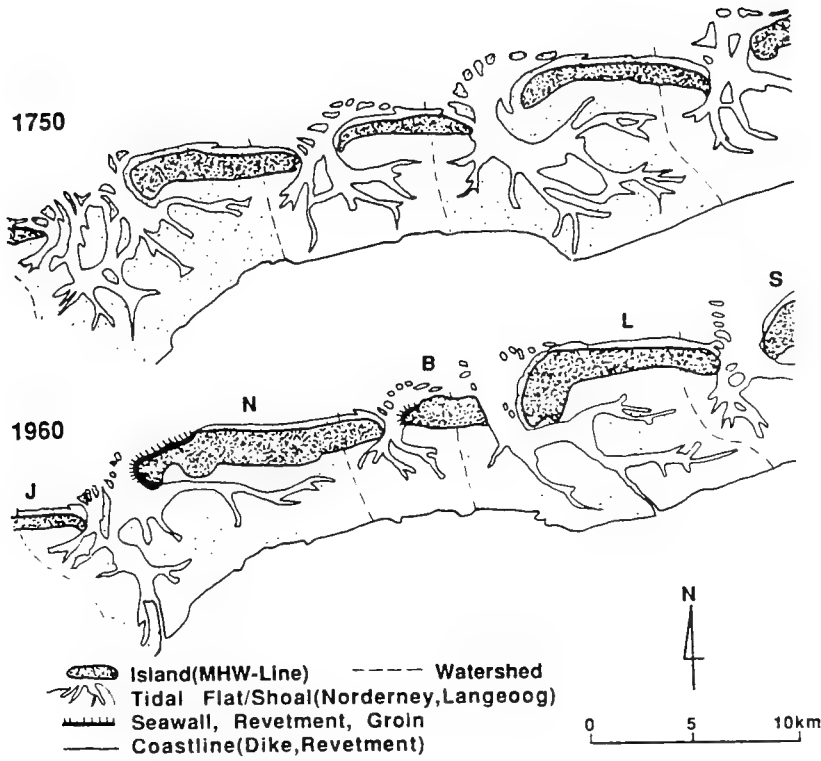 1750
S
L
B
N
1960
J
N
Island(MHW-Line) Watershed
Tidal Flat/Shoal(Norderney,Langeoog)
Seawall, Revetment, Groin
Coastline(Dike,Revetment)
0 5 10km